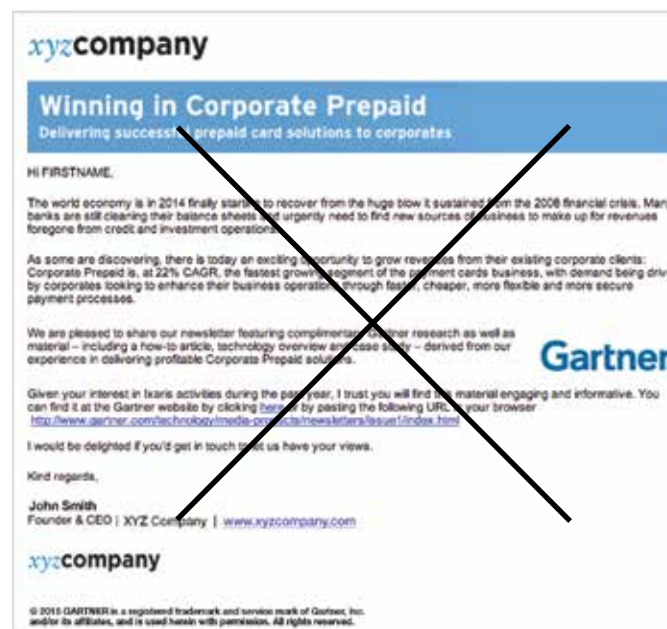 xyzcompany
Winning in Corporate Prepaid
Delivering successful prepaid card solutions to corporates
Hi FIRSTNAME,
The world economy is in 2014 finally starting to recover from the huge blow it sustained from the 2008 financial crisis. Many
banks are still cleaning their balance sheets and urgently need to find new sources of business to make up for revenues
foregone from credit and investment operations.
As some are discovering, there is today an exciting opportunity to grow revenues from their existing corporate clients:
Corporate Prepaid is, at 22% CAGR, the fastest growing segment of the payment cards business, with demand being driv
by corporates looking to enhance their business operations through faster, cheaper, more flexible and more secure
payment processes.
We are pleased to share our newsletter featuring complimentary Gartner research as well as
material – including a how-to article, technology overview and case study – derived from our
experience in delivering profitable Corporate Prepaid solutions.
Gartner
Given your interest in Ixaris activities during the past year, I trust you will find this material engaging and informative. You
can find it at the Gartner website by clicking here or by pasting the following URL in your browser
http://www.gartner.com/technology/media-products/newsletters/issue1/index.html
I would be delighted if you'd get in touch to let us have your views.
Kind regards,
John Smith
Founder & CEO | XYZ Company | www.xyzcompany.com
xyzcompany
© 2015 GARTNER is a registered trademark and service mark of Gartner, Inc.
and/or its affiliates, and is used herein with permission. All rights reserved.